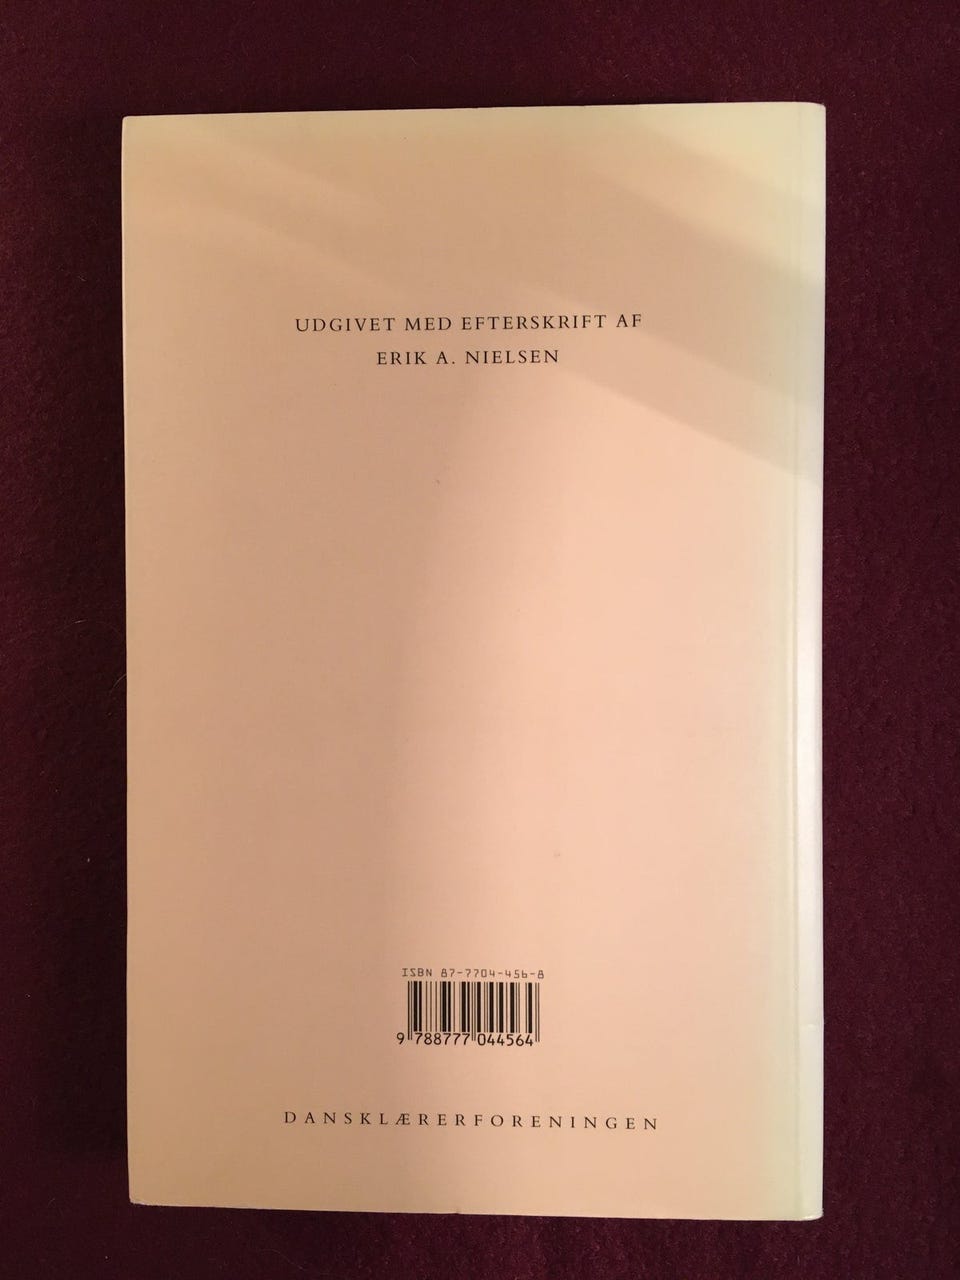 UDGIVET MED EFTERSKRIFT AF
ERIK A. NIELSEN
ISBN 87-7704-456-8
9 788777 044564
DANSKLÆRERFORENINGEN